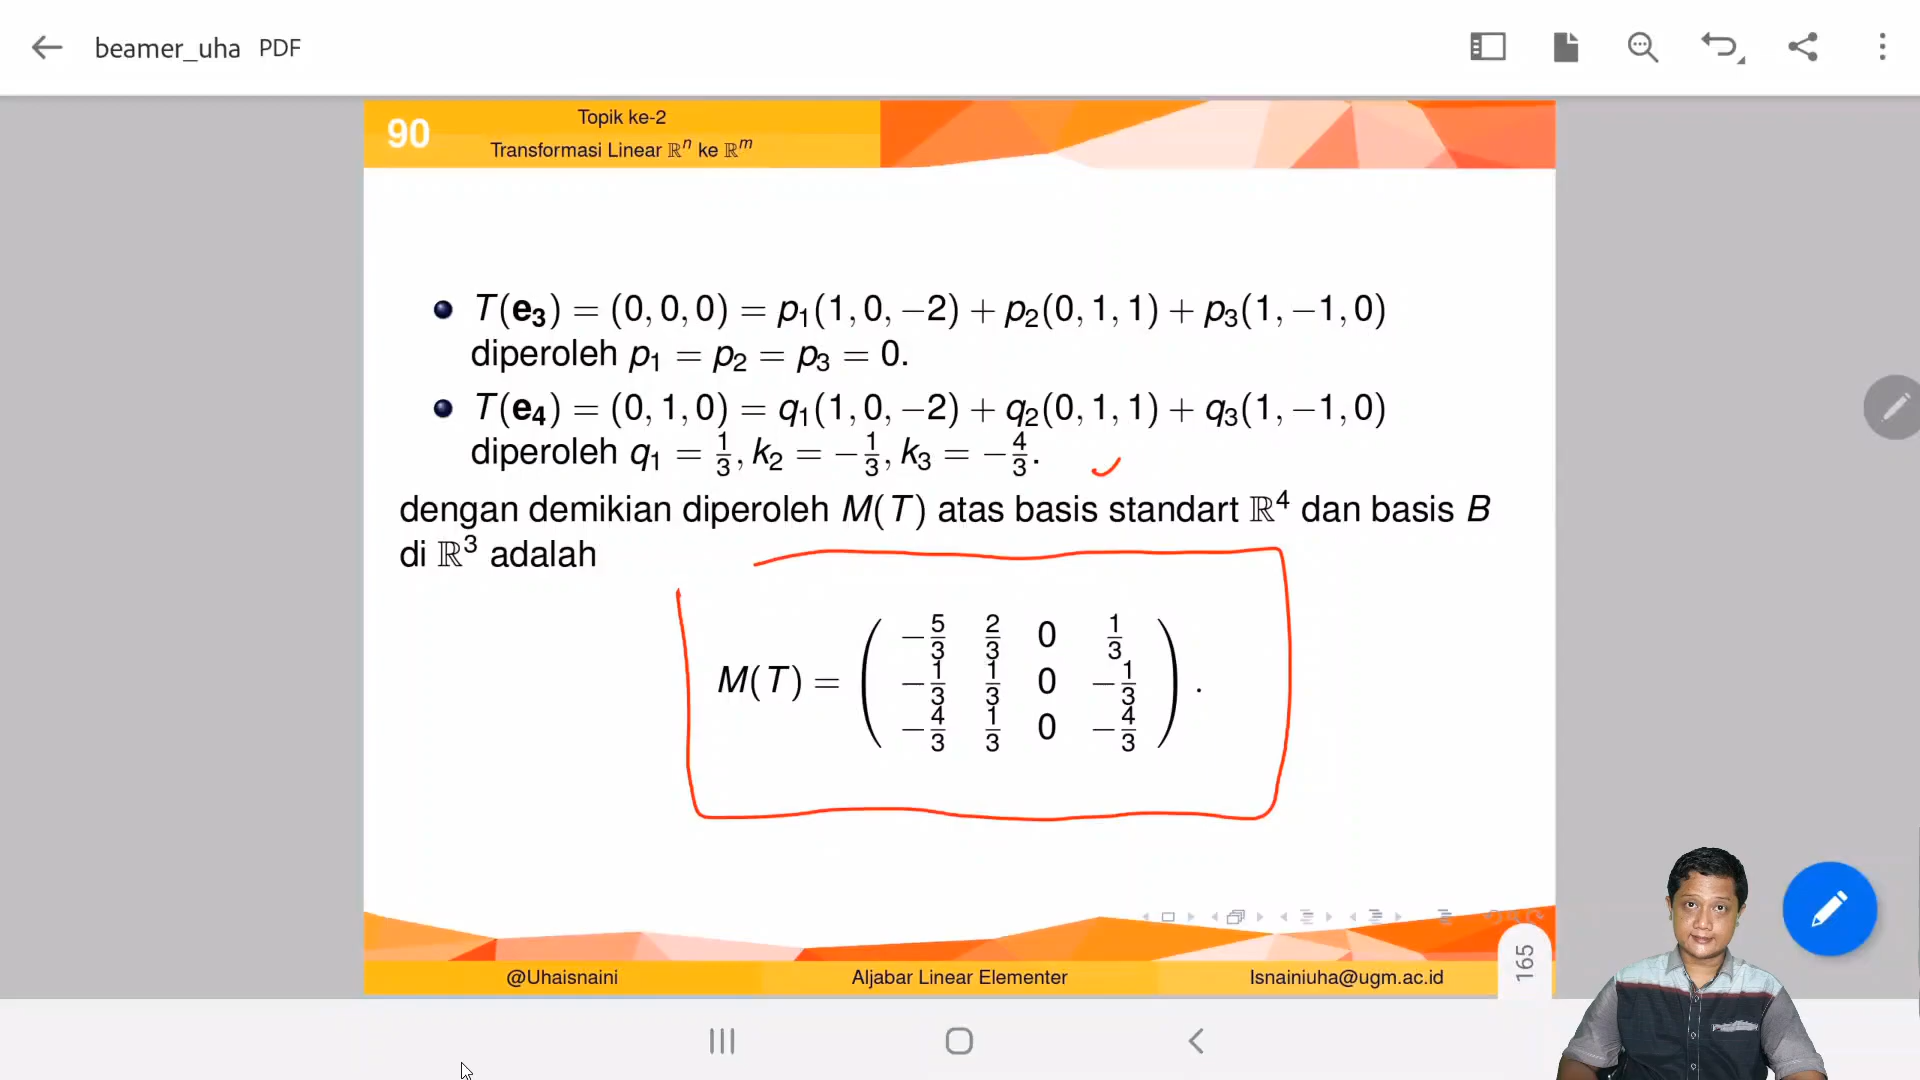 beamer_uha PDF
90
Topik ke-2
Transformasi Linear ℝⁿ ke ℝᵐ
T(e₃) = (0, 0, 0) = p₁(1, 0, −2) + p₂(0, 1, 1) + p₃(1, −1, 0)
diperoleh p₁ = p₂ = p₃ = 0.
T(e₄) = (0, 1, 0) = q₁(1, 0, −2) + q₂(0, 1, 1) + q₃(1, −1, 0)
diperoleh q₁ = 1/3, k₂ = −1/3, k₃ = −4/3.
dengan demikian diperoleh M(T) atas basis standart ℝ⁴ dan basis B
di ℝ³ adalah
−5/3 2/3 0 1/3
M(T) = ( −1/3 1/3 0 −1/3 ) .
−4/3 1/3 0 −4/3
@Uhaisnaini
Aljabar Linear Elementer
Isnainiuha@ugm.ac.id
165